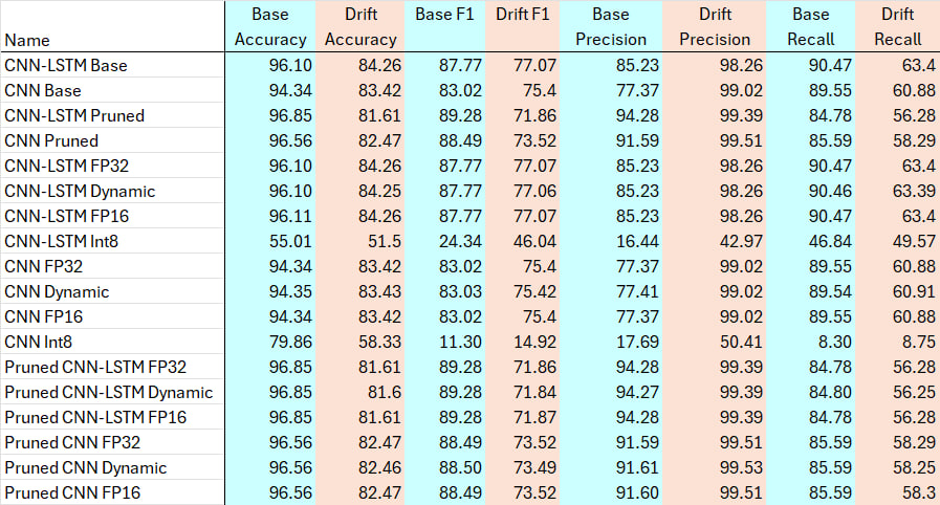 Name Base Accuracy Drift Accuracy Base F1 Drift F1 Base Precision Drift Precision Base Recall Drift Recall
CNN-LSTM Base 96.10 84.26 87.77 77.07 85.23 98.26 90.47 63.4
CNN Base 94.34 83.42 83.02 75.4 77.37 99.02 89.55 60.88
CNN-LSTM Pruned 96.85 81.61 89.28 71.86 94.28 99.39 84.78 56.28
CNN Pruned 96.56 82.47 88.49 73.52 91.59 99.51 85.59 58.29
CNN-LSTM FP32 96.10 84.26 87.77 77.07 85.23 98.26 90.47 63.4
CNN-LSTM Dynamic 96.10 84.25 87.77 77.06 85.23 98.26 90.46 63.39
CNN-LSTM FP16 96.11 84.26 87.77 77.07 85.23 98.26 90.47 63.4
CNN-LSTM Int8 55.01 51.5 24.34 46.04 16.44 42.97 46.84 49.57
CNN FP32 94.34 83.42 83.02 75.4 77.37 99.02 89.55 60.88
CNN Dynamic 94.35 83.43 83.03 75.42 77.41 99.02 89.54 60.91
CNN FP16 94.34 83.42 83.02 75.4 77.37 99.02 89.55 60.88
CNN Int8 79.86 58.33 11.30 14.92 17.69 50.41 8.30 8.75
Pruned CNN-LSTM FP32 96.85 81.61 89.28 71.86 94.28 99.39 84.78 56.28
Pruned CNN-LSTM Dynamic 96.85 81.6 89.28 71.84 94.27 99.39 84.80 56.25
Pruned CNN-LSTM FP16 96.85 81.61 89.28 71.87 94.28 99.39 84.78 56.28
Pruned CNN FP32 96.56 82.47 88.49 73.52 91.59 99.51 85.59 58.29
Pruned CNN Dynamic 96.56 82.46 88.50 73.49 91.61 99.53 85.59 58.25
Pruned CNN FP16 96.56 82.47 88.49 73.52 91.60 99.51 85.59 58.3